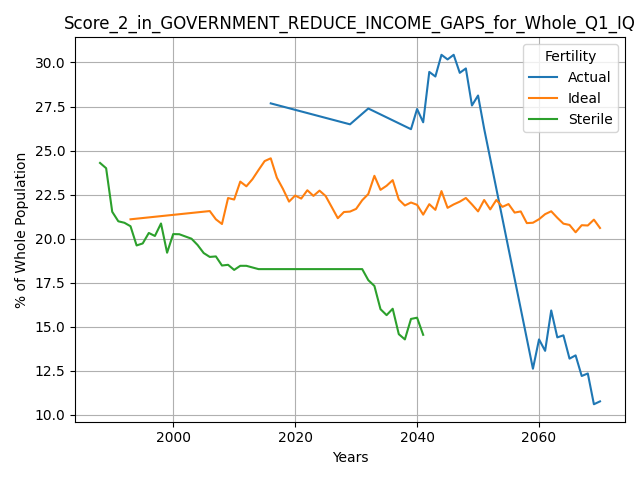 Score_2_in_GOVERNMENT_REDUCE_INCOME_GAPS_for_Whole_Q1_IQ
Fertility
Actual
Ideal
Sterile
% of Whole Population
30.0
27.5
25.0
22.5
20.0
17.5
15.0
12.5
10.0
2000
2020
2040
2060
Years